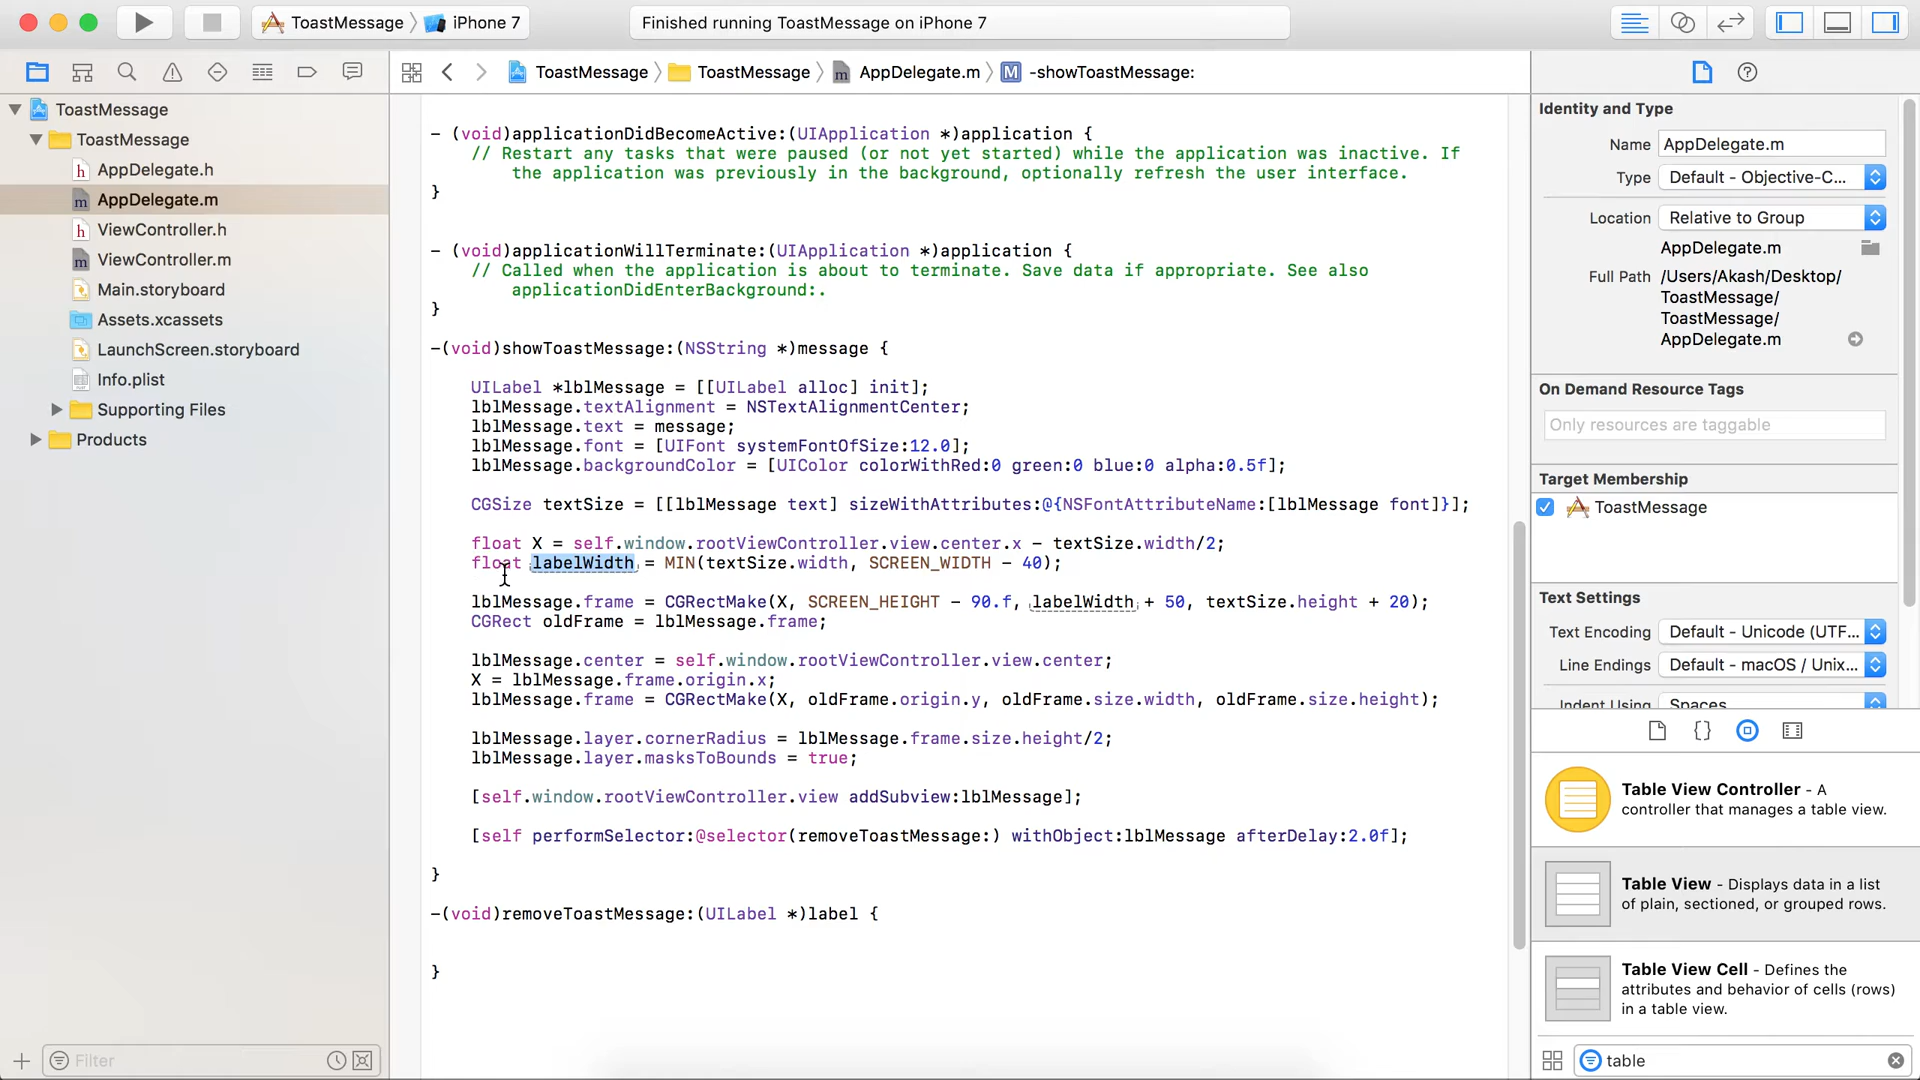 ToastMessage
iPhone 7
Finished running ToastMessage on iPhone 7
ToastMessage
ToastMessage
AppDelegate.m
M
-showToastMessage:
ToastMessage
ToastMessage
h AppDelegate.h
m AppDelegate.m
h ViewController.h
m ViewController.m
Main.storyboard
Assets.xcassets
LaunchScreen.storyboard
Info.plist
Supporting Files
Products
Filter
- (void)applicationDidBecomeActive:(UIApplication *)application {
// Restart any tasks that were paused (or not yet started) while the application was inactive. If
the application was previously in the background, optionally refresh the user interface.
}
- (void)applicationWillTerminate:(UIApplication *)application {
// Called when the application is about to terminate. Save data if appropriate. See also
applicationDidEnterBackground:.
}
-(void)showToastMessage:(NSString *)message {
UILabel *lblMessage = [[UILabel alloc] init];
lblMessage.textAlignment = NSTextAlignmentCenter;
lblMessage.text = message;
lblMessage.font = [UIFont systemFontOfSize:12.0];
lblMessage.backgroundColor = [UIColor colorWithRed:0 green:0 blue:0 alpha:0.5f];
CGSize textSize = [[lblMessage text] sizeWithAttributes:@{NSFontAttributeName:[lblMessage font]}];
float X = self.window.rootViewController.view.center.x - textSize.width/2;
float labelWidth = MIN(textSize.width, SCREEN_WIDTH - 40);
lblMessage.frame = CGRectMake(X, SCREEN_HEIGHT - 90.f, labelWidth + 50, textSize.height + 20);
CGRect oldFrame = lblMessage.frame;
lblMessage.center = self.window.rootViewController.view.center;
X = lblMessage.frame.origin.x;
lblMessage.frame = CGRectMake(X, oldFrame.origin.y, oldFrame.size.width, oldFrame.size.height);
lblMessage.layer.cornerRadius = lblMessage.frame.size.height/2;
lblMessage.layer.masksToBounds = true;
[self.window.rootViewController.view addSubview:lblMessage];
[self performSelector:@selector(removeToastMessage:) withObject:lblMessage afterDelay:2.0f];
}
-(void)removeToastMessage:(UILabel *)label {
}
Identity and Type
Name AppDelegate.m
Type Default - Objective-C...
Location Relative to Group
AppDelegate.m
Full Path /Users/Akash/Desktop/
ToastMessage/
ToastMessage/
AppDelegate.m
On Demand Resource Tags
Only resources are taggable
Target Membership
ToastMessage
Text Settings
Text Encoding Default - Unicode (UTF...
Line Endings Default - macOS / Unix...
Indent Using Spaces
Table View Controller - A
controller that manages a table view.
Table View - Displays data in a list
of plain, sectioned, or grouped rows.
Table View Cell - Defines the
attributes and behavior of cells (rows)
in a table view.
table